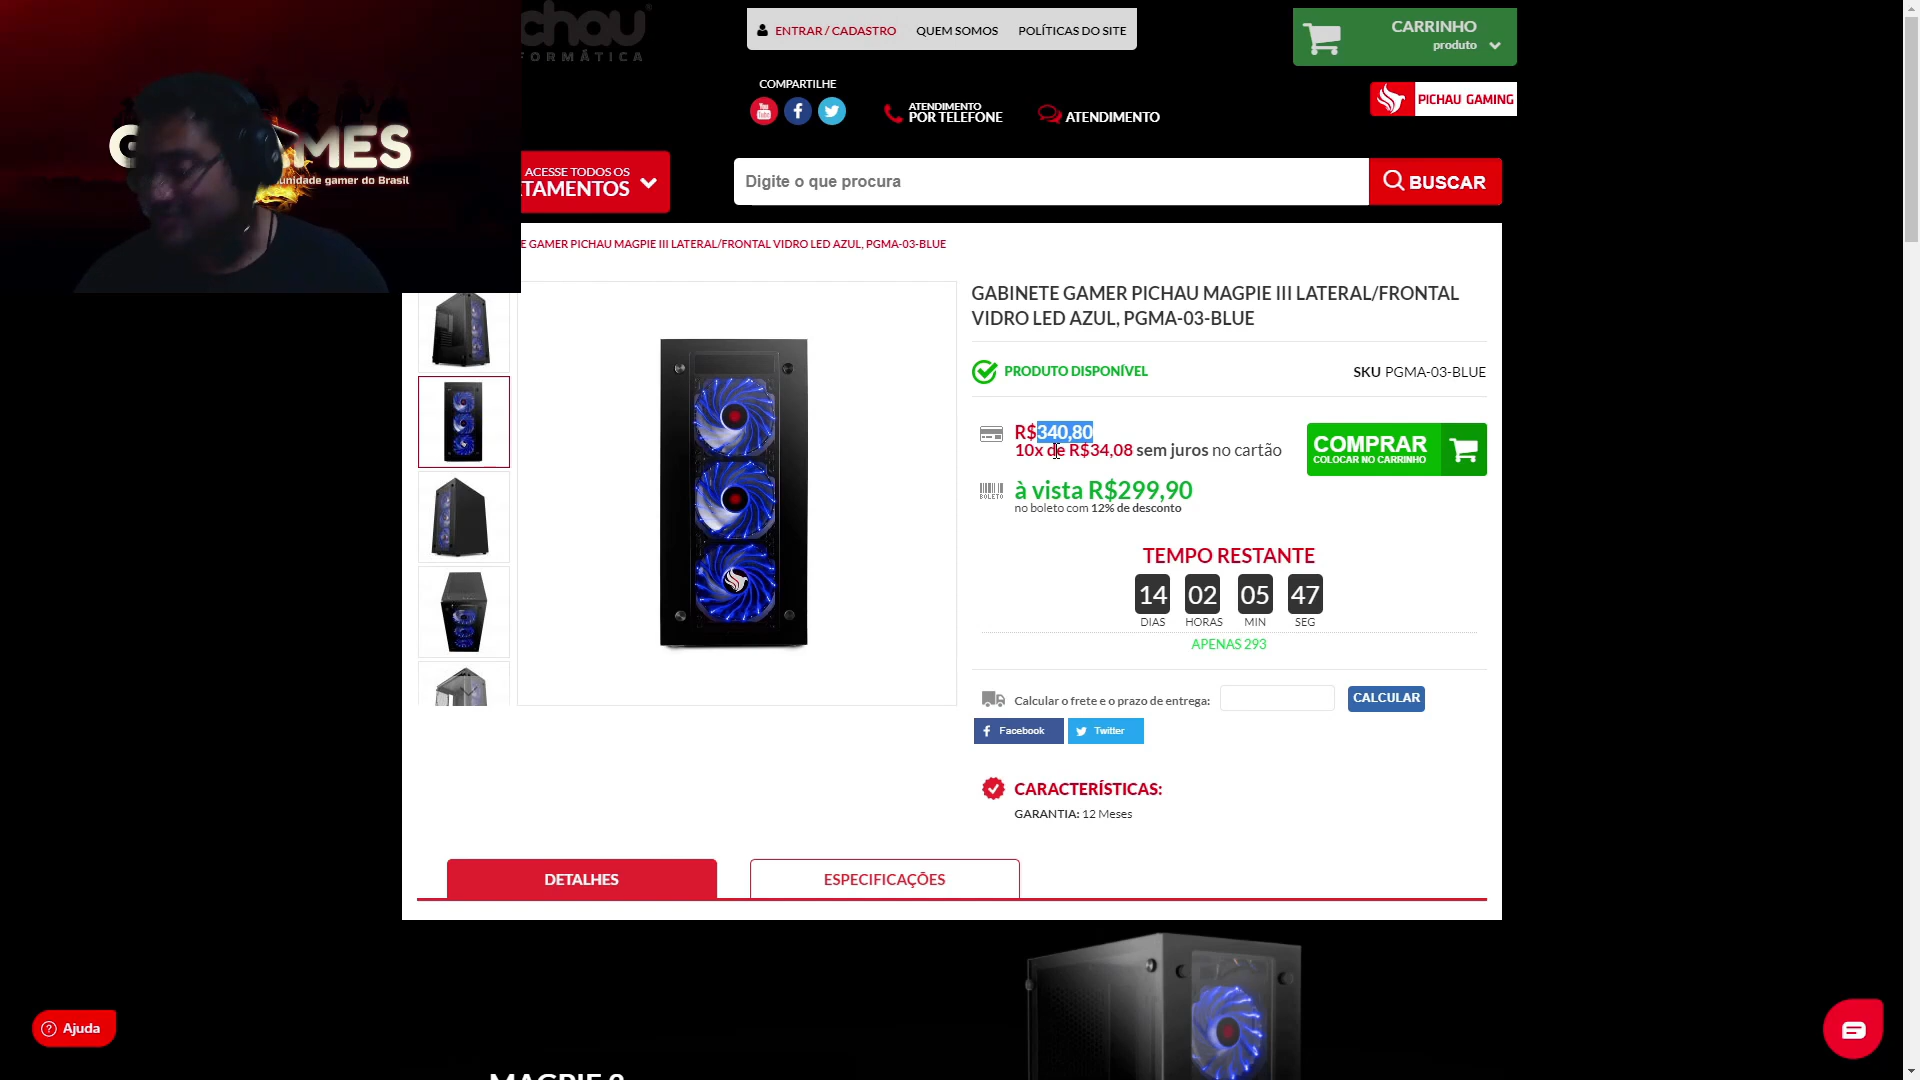 ichau
FORMÁTICA
ENTRAR / CADASTRO
QUEM SOMOS
POLÍTICAS DO SITE
CARRINHO
produto
COMPARTILHE
ATENDIMENTO
POR TELEFONE
ATENDIMENTO
PICHAU GAMING
G
MES
unidade gamer do Brasil
ACESSE TODOS OS
TAMENTOS
Digite o que procura
BUSCAR
E GAMER PICHAU MAGPIE III LATERAL/FRONTAL VIDRO LED AZUL, PGMA-03-BLUE
GABINETE GAMER PICHAU MAGPIE III LATERAL/FRONTAL
VIDRO LED AZUL, PGMA-03-BLUE
PRODUTO DISPONÍVEL
SKU PGMA-03-BLUE
R$340,80
10x de R$34,08 sem juros no cartão
COMPRAR
COLOCAR NO CARRINHO
BOLETO
à vista R$299,90
no boleto com 12% de desconto
TEMPO RESTANTE
14 02 05 47
DIAS HORAS MIN SEG
APENAS 293
Calcular o frete e o prazo de entrega:
CALCULAR
Facebook
Twitter
CARACTERÍSTICAS:
GARANTIA: 12 Meses
DETALHES
ESPECIFICAÇÕES
Ajuda
MAGPIE 3